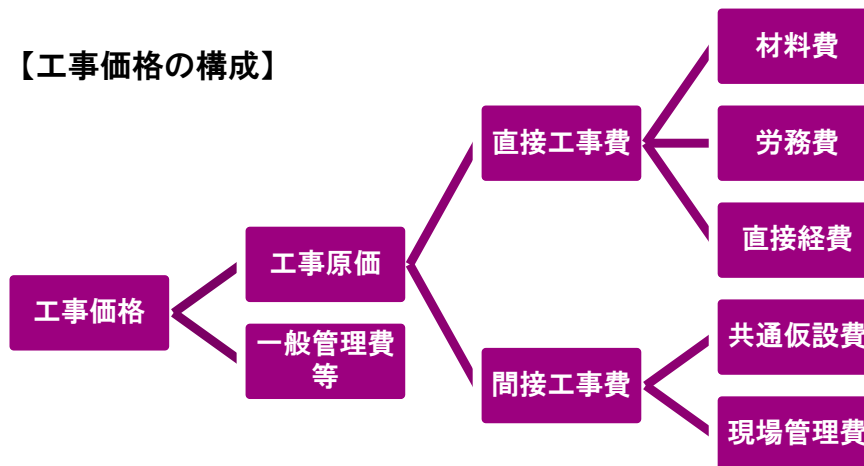 【工事価格の構成】
材料費
直接工事費
労務費
直接経費
工事原価
工事価格
一般管理費
等
共通仮設費
間接工事費
現場管理費